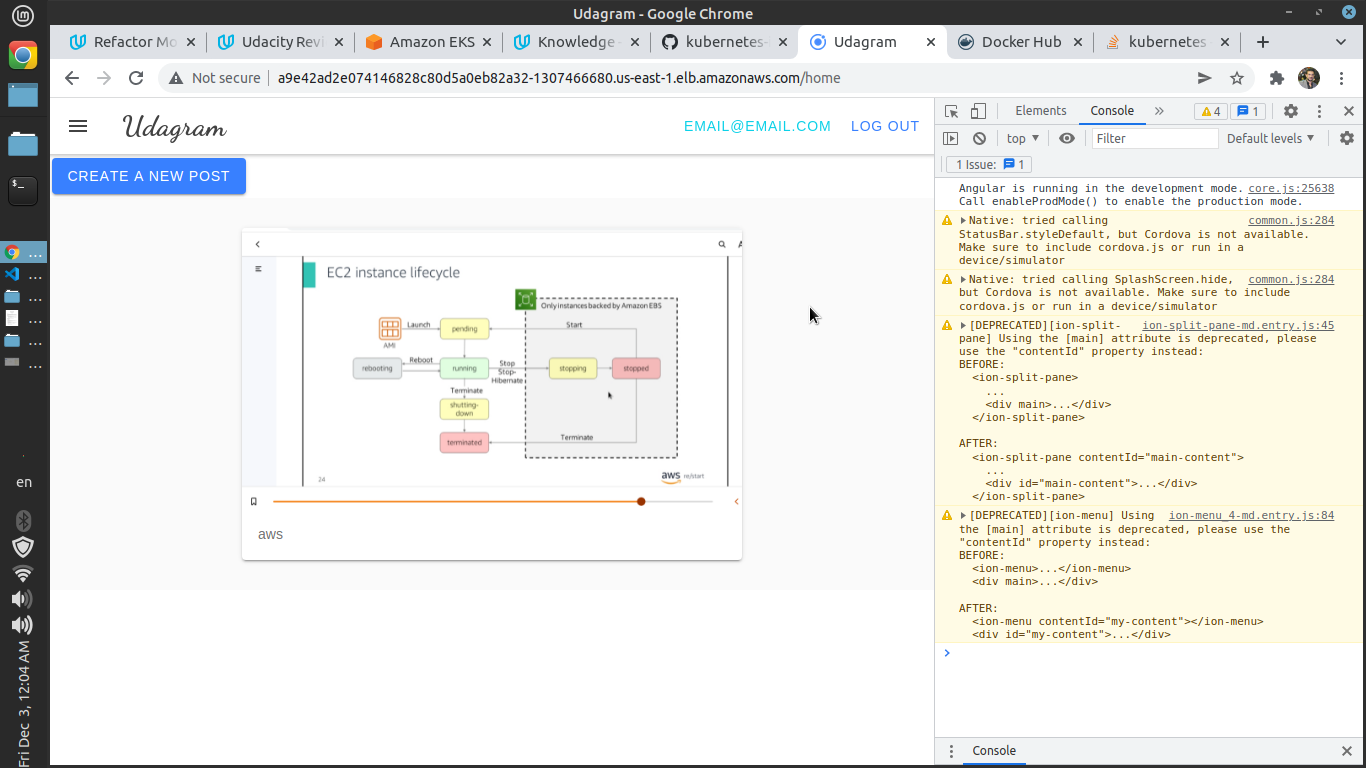 Udagram - Google Chrome
Refactor Mo
Udacity Revi
Amazon EKS
Knowledge -
kubernetes-
Udagram
Docker Hub
kubernetes
Not secure
a9e42ad2e074146828c80d5a0eb82a32-1307466680.us-east-1.elb.amazonaws.com/home
Udagram
EMAIL@EMAIL.COM
LOG OUT
CREATE A NEW POST
EC2 instance lifecycle
Only instances backed by Amazon EBS
Launch
pending
Start
AMI
rebooting
Reboot
running
Stop
Stop-
Hibernate
stopping
stopped
Terminate
shutting-
down
terminated
Terminate
24
aws re/start
aws
Elements
Console
»
4
1
top
Filter
Default levels
1 Issue:
1
Angular is running in the development mode. core.js:25638
Call enableProdMode() to enable the production mode.
Native: tried calling common.js:284
StatusBar.styleDefault, but Cordova is not available.
Make sure to include cordova.js or run in a
device/simulator
Native: tried calling SplashScreen.hide, common.js:284
but Cordova is not available. Make sure to include
cordova.js or run in a device/simulator
[DEPRECATED][ion-split- ion-split-pane-md.entry.js:45
pane] Using the [main] attribute is deprecated, please
use the "contentId" property instead:
BEFORE:
<ion-split-pane>
...
<div main>...</div>
</ion-split-pane>
AFTER:
<ion-split-pane contentId="main-content">
...
<div id="main-content">...</div>
</ion-split-pane>
[DEPRECATED][ion-menu] Using ion-menu_4-md.entry.js:84
the [main] attribute is deprecated, please use the
"contentId" property instead:
BEFORE:
<ion-menu>...</ion-menu>
<div main>...</div>
AFTER:
<ion-menu contentId="my-content"></ion-menu>
<div id="my-content">...</div>
>
Console
...
...
...
...
...
...
en
Fri Dec 3, 12:04 AM